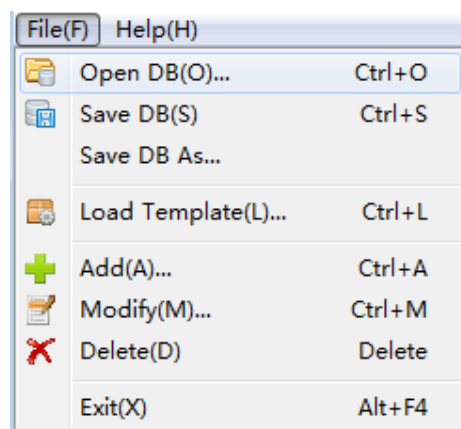 File(F) Help(H)
Open DB(O)... Ctrl+O
Save DB(S) Ctrl+S
Save DB As...
Load Template(L)... Ctrl+L
Add(A)... Ctrl+A
Modify(M)... Ctrl+M
Delete(D) Delete
Exit(X) Alt+F4